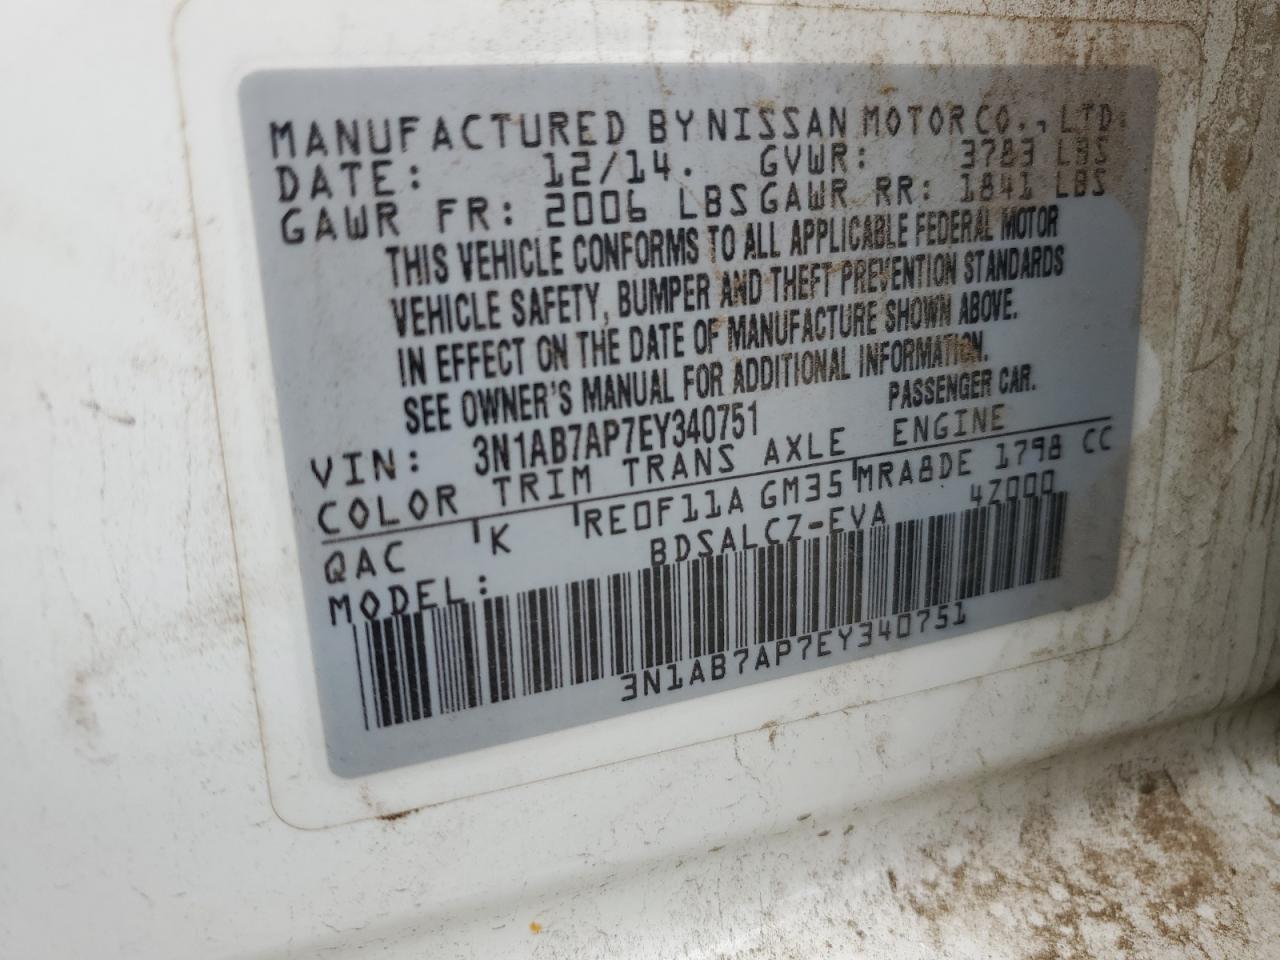 MANUFACTURED BY NISSAN MOTOR CO., LTD.
DATE: 12/14. GVWR: 3783 LBS
GAWR FR: 2006 LBS GAWR RR: 1841 LBS
THIS VEHICLE CONFORMS TO ALL APPLICABLE FEDERAL MOTOR
VEHICLE SAFETY, BUMPER AND THEFT PREVENTION STANDARDS
IN EFFECT ON THE DATE OF MANUFACTURE SHOWN ABOVE.
SEE OWNER'S MANUAL FOR ADDITIONAL INFORMATION.
VIN: 3N1AB7AP7EY340751 PASSENGER CAR.
COLOR TRIM TRANS AXLE ENGINE
QAC K RE0F11A GM35 MRA8DE 1798 CC
MODEL: BDSALCZ-EVA 4Z000
3N1AB7AP7EY340751